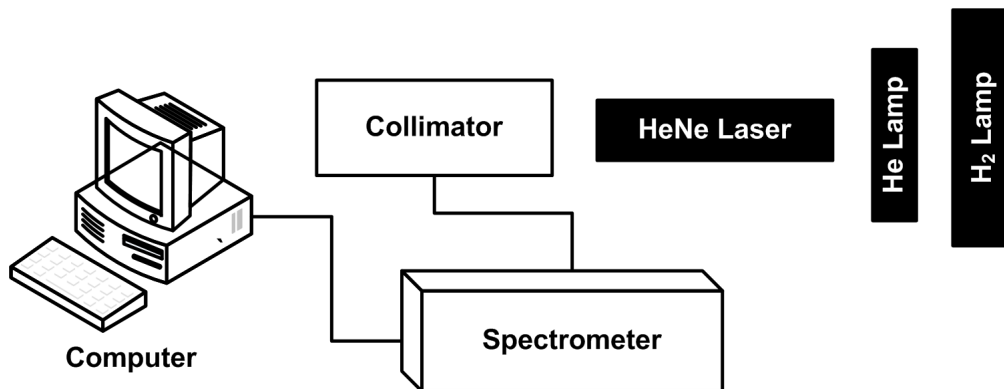 Collimator
HeNe Laser
He Lamp
H₂ Lamp
Spectrometer
Computer